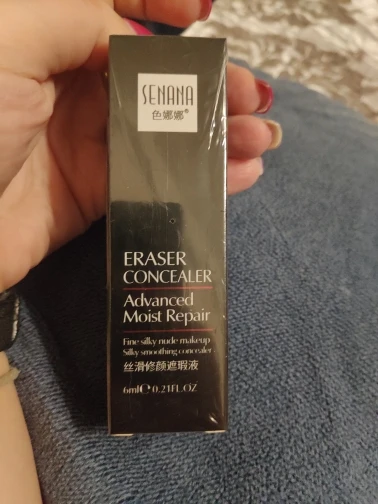 SENANA
色娜娜®
ERASER
CONCEALER
Advanced
Moist Repair
Fine silky nude makeup
Silky smoothing concealer
丝滑修颜遮瑕液
6ml℮0.21FL.OZ